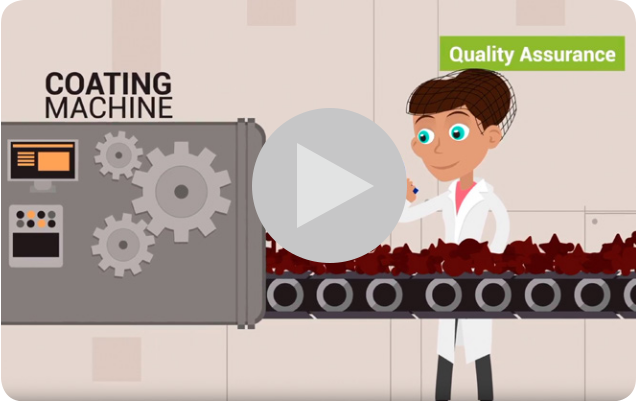 COATING
MACHINE
Quality Assurance